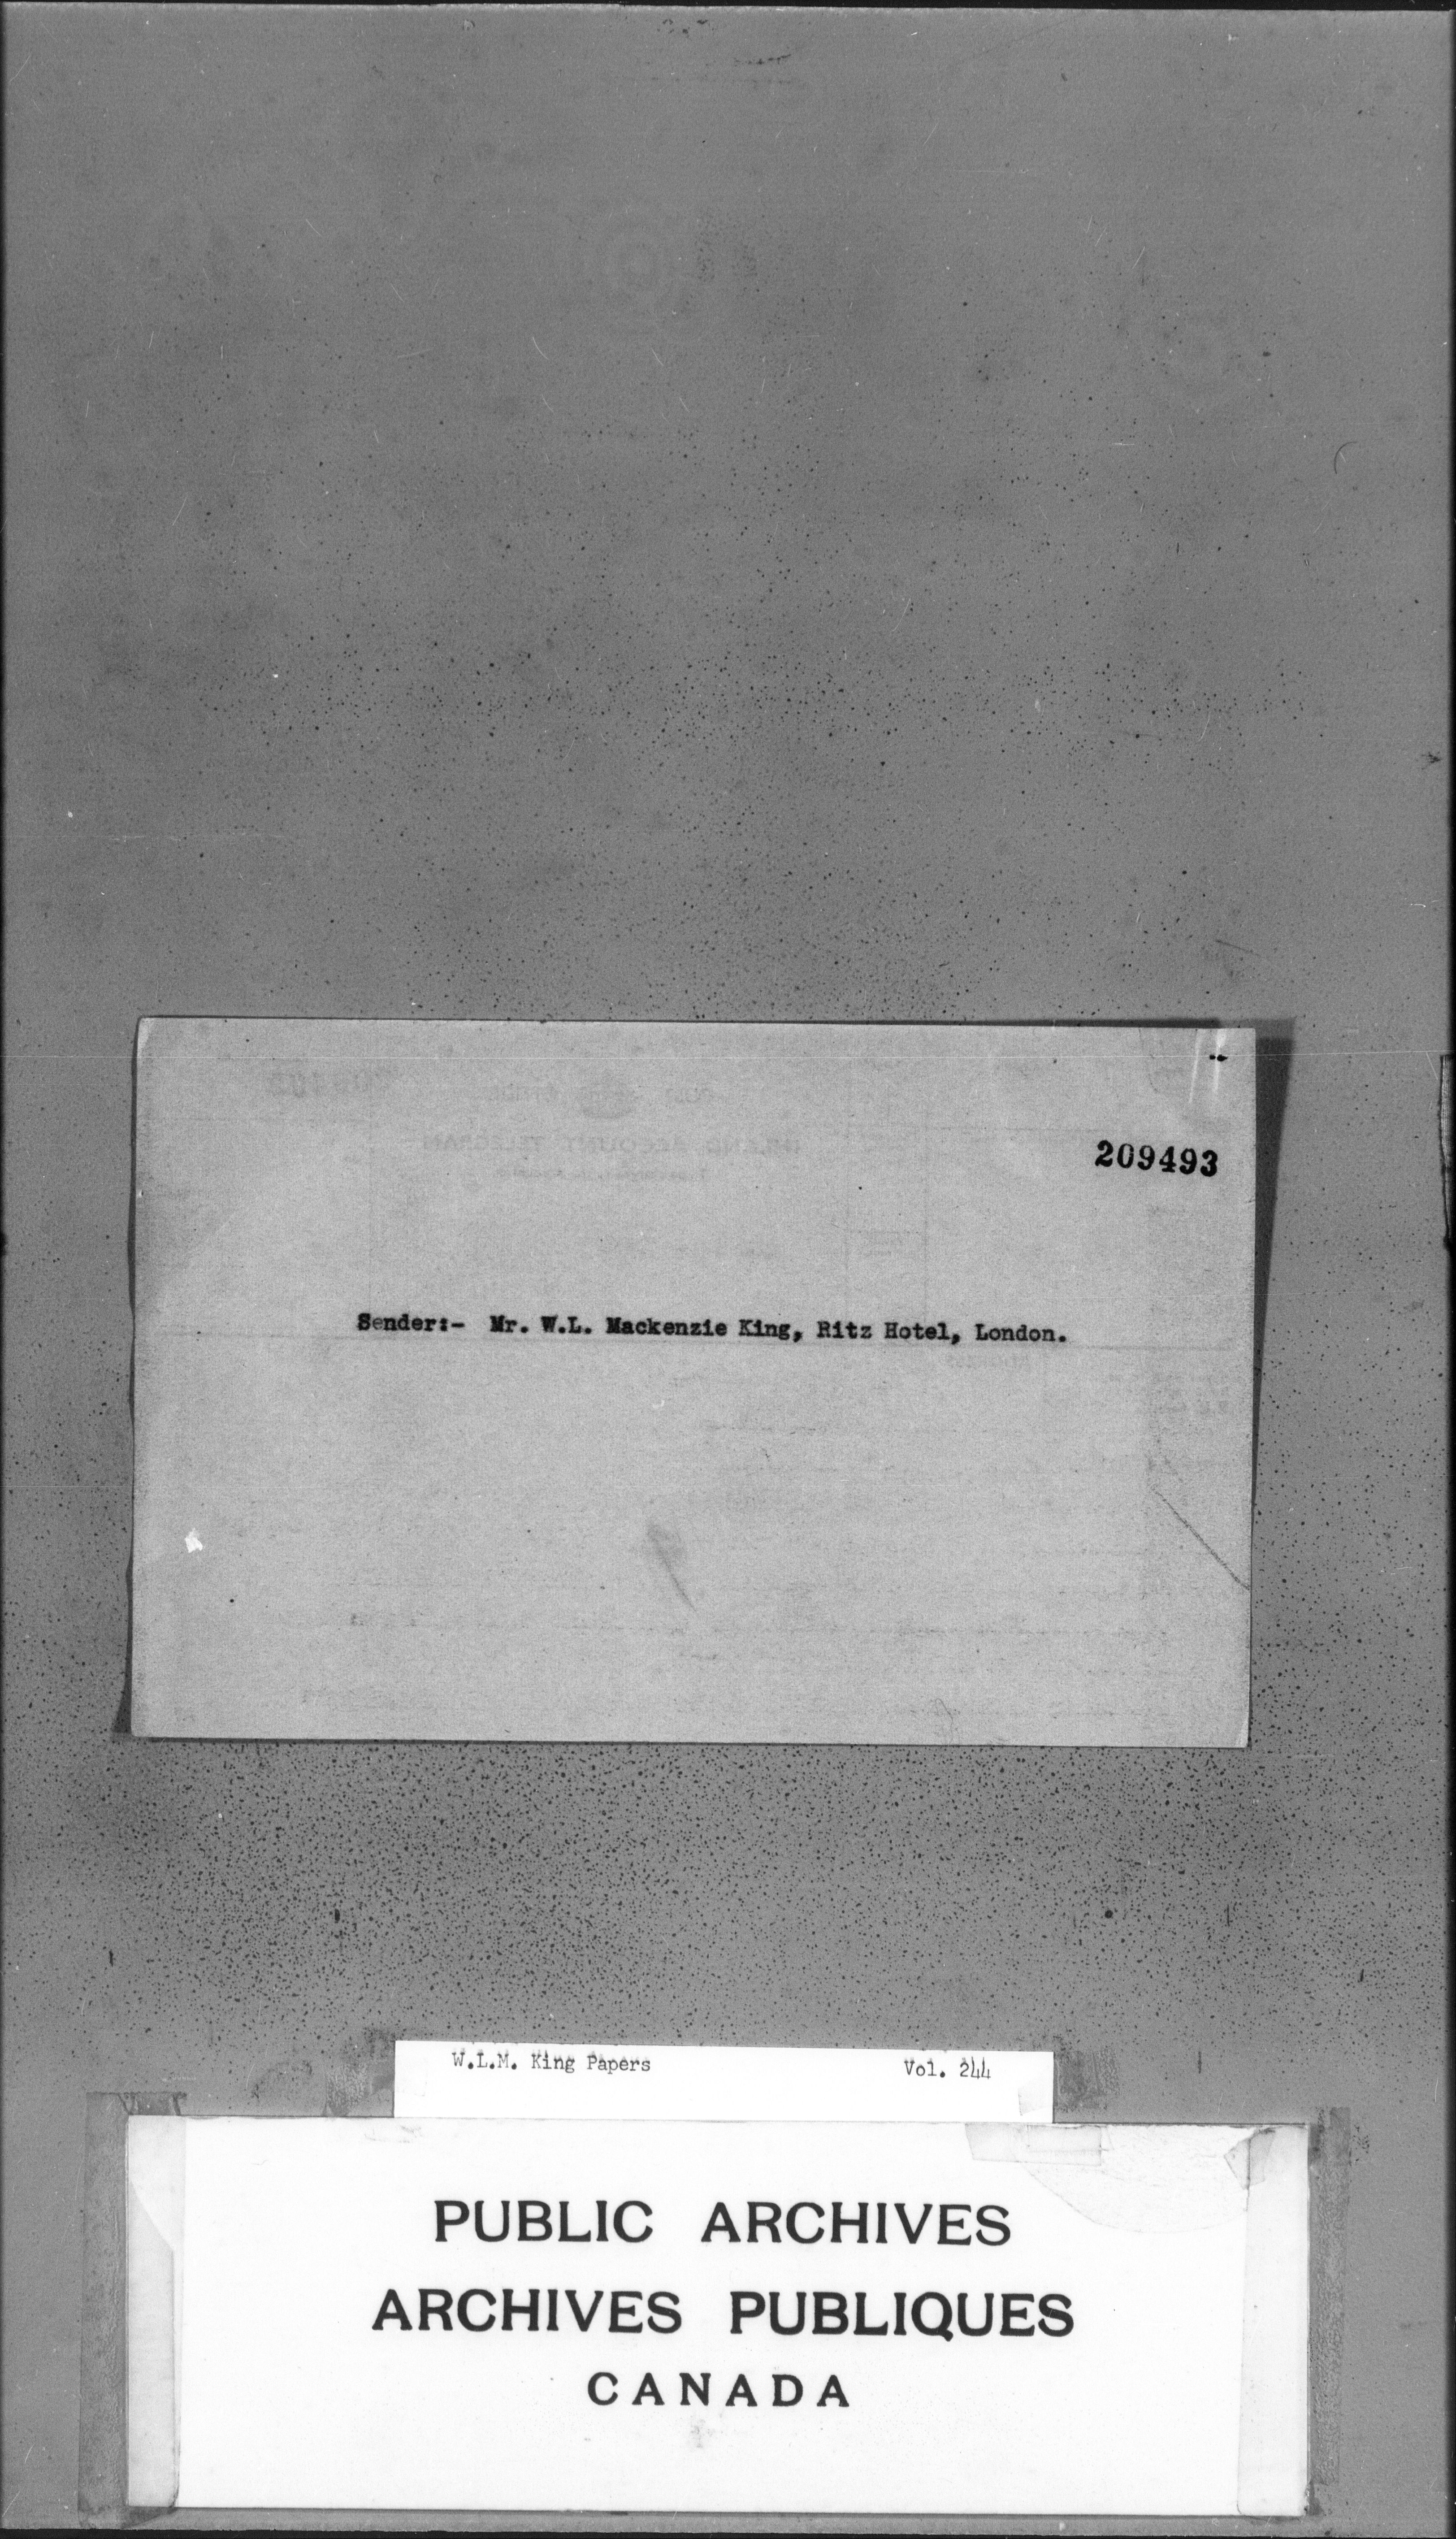 209493
Sender:- Mr. W.L. Mackenzie King, Ritz Hotel, London.
W.L.M. King Papers Vol. 244
PUBLIC ARCHIVES
ARCHIVES PUBLIQUES
CANADA